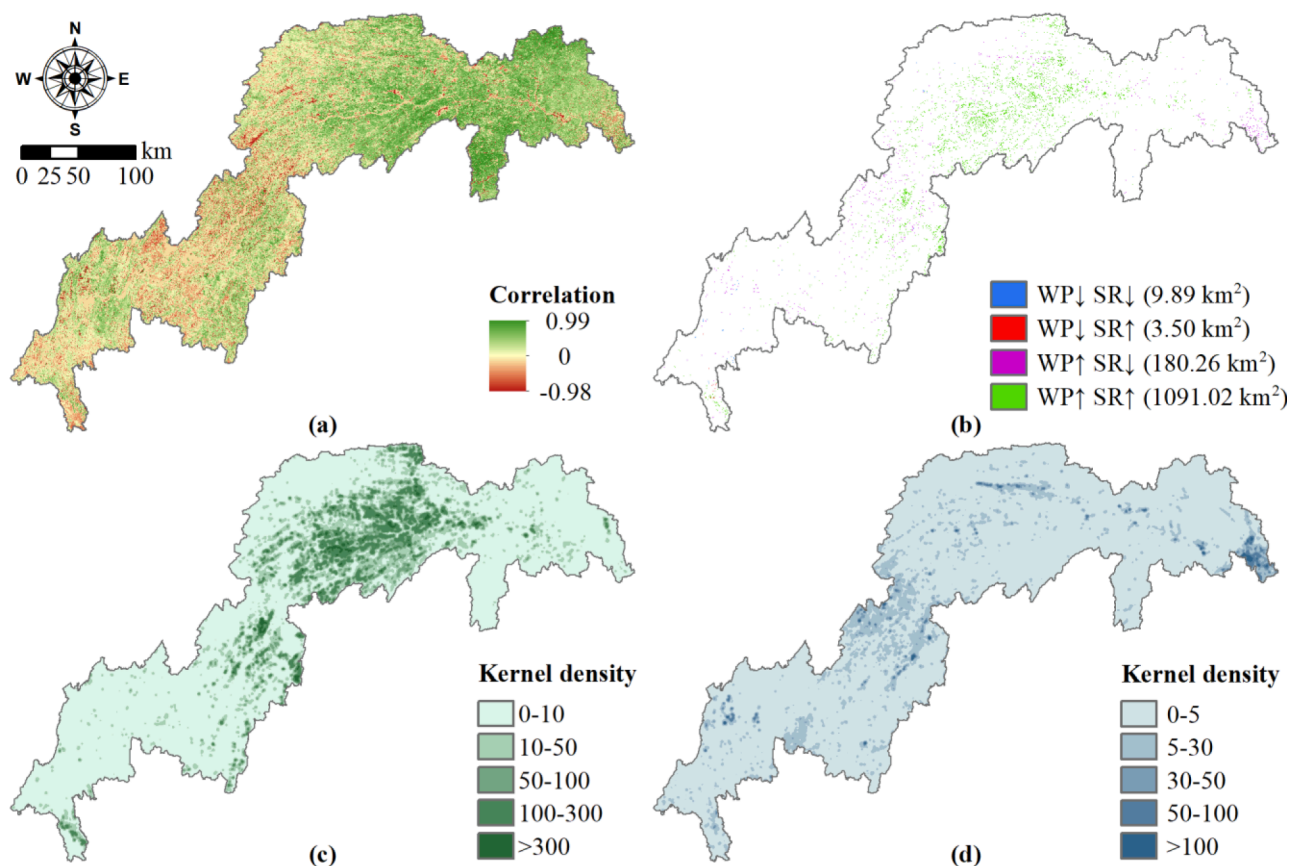 N
W E
S
km
0 25 50 100
Correlation
0.99
0
-0.98
(a)
WP↓ SR↓ (9.89 km²)
WP↓ SR↑ (3.50 km²)
WP↑ SR↓ (180.26 km²)
WP↑ SR↑ (1091.02 km²)
(b)
Kernel density
0-10
10-50
50-100
100-300
>300
(c)
Kernel density
0-5
5-30
30-50
50-100
>100
(d)